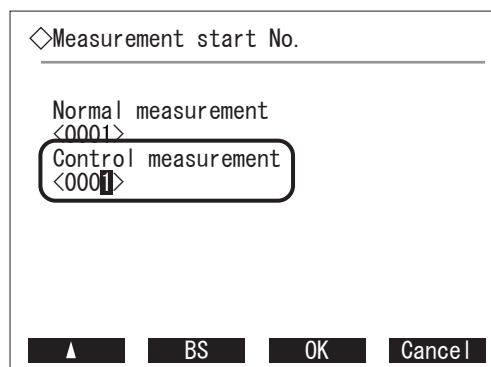 ◇Measurement start No.
Normal measurement
<0001>
Control measurement
<0001>
▲ BS OK Cancel